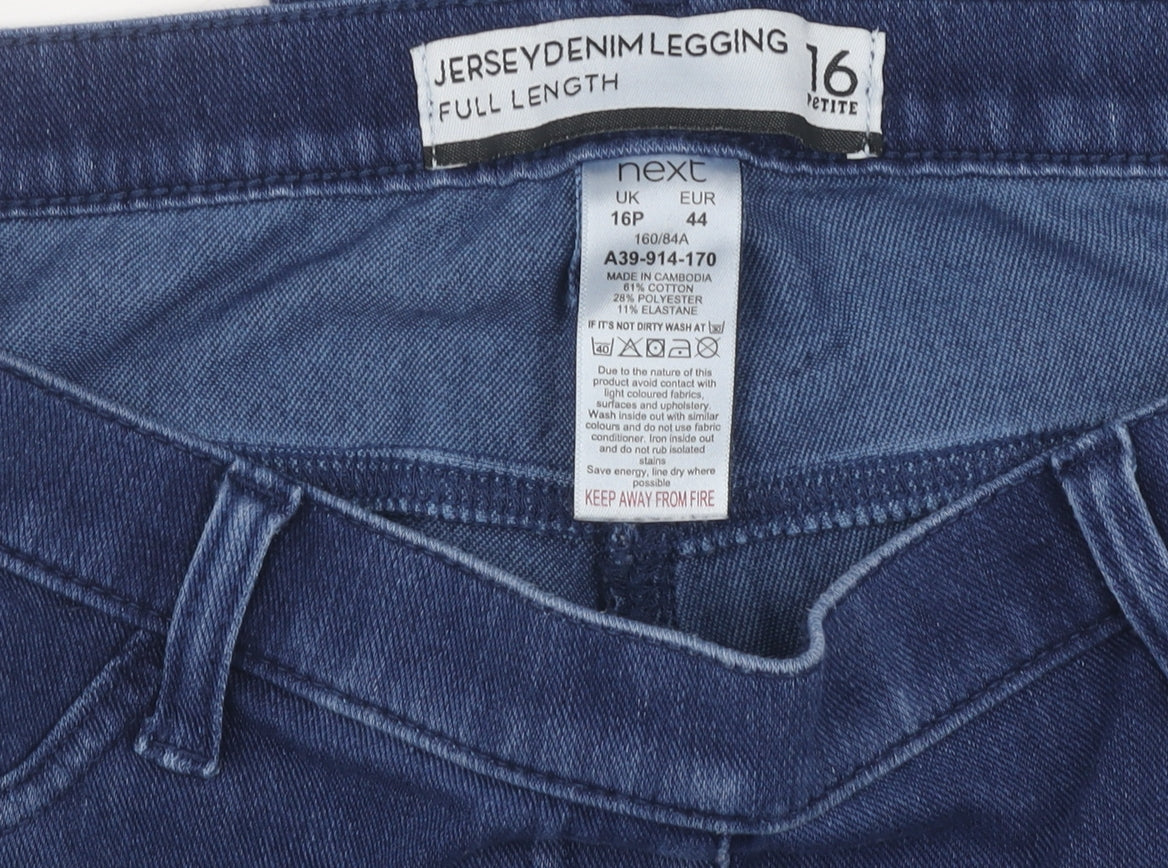 JERSEYDENIMLEGGING
FULL LENGTH
16
PETITE
next
UK EUR
16P 44
160/84A
A39-914-170
MADE IN CAMBODIA
61% COTTON
28% POLYESTER
11% ELASTANE
IF IT'S NOT DIRTY WASH AT 30
40
Due to the nature of this
product avoid contact with
light coloured fabrics,
surfaces and upholstery.
Wash inside out with similar
colours and do not use fabric
conditioner. Iron inside out
and do not rub isolated
stains
Save energy, line dry where
possible
KEEP AWAY FROM FIRE